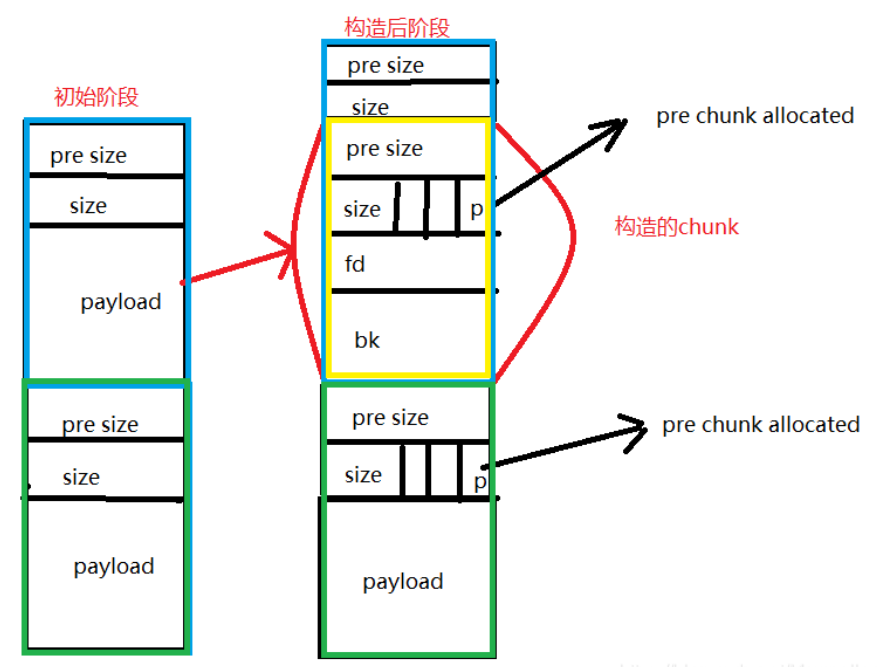 初始阶段
pre size
size
payload
pre size
size
payload
构造后阶段
pre size
size
pre size
size
p
fd
bk
pre size
size
p
payload
pre chunk allocated
构造的chunk
pre chunk allocated